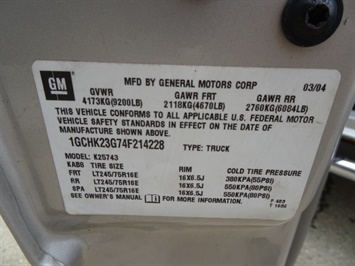 GM
MFD BY GENERAL MOTORS CORP 03/04
GVWR GAWR FRT GAWR RR
4173KG(9200LB) 2118KG(4670LB) 2760KG(6084LB)
THIS VEHICLE CONFORMS TO ALL APPLICABLE U.S. FEDERAL MOTOR
VEHICLE SAFETY STANDARDS IN EFFECT ON THE DATE OF
MANUFACTURE SHOWN ABOVE.
1GCHK23G74F214228 TYPE: TRUCK
MODEL: K25743
TIRE SIZE RIM COLD TIRE PRESSURE
FRT LT245/75R16E 16X6.5J 380KPA(55PSI)
RR LT245/75R16E 16X6.5J 550KPA(80PSI)
SPA LT245/75R16E 16X6.5J 550KPA(80PSI)
SEE OWNER'S MANUAL FOR MORE INFORMATION.